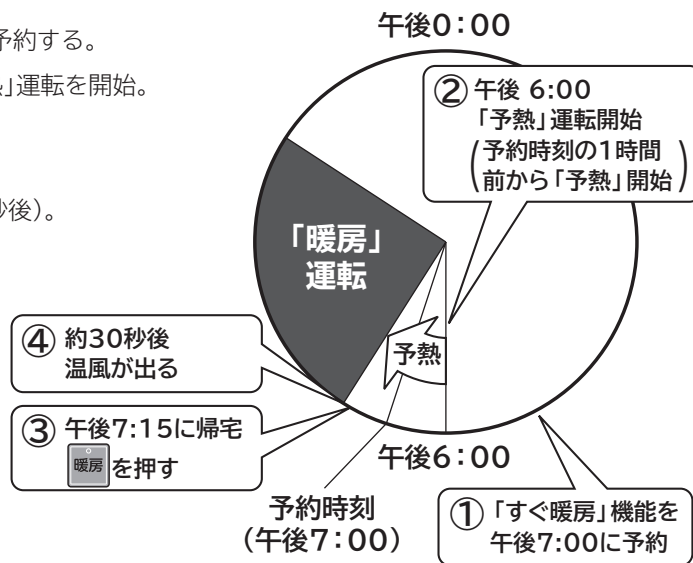 予約する。
」運転を開始。
秒後）。
午後0：00
② 午後 6:00
「予熱」運転開始
（予約時刻の1時間
前から「予熱」開始）
「暖房」
運転
④ 約30秒後
温風が出る
予熱
③ 午後7:15に帰宅
暖房 を押す
午後6：00
予約時刻
（午後7：00）
① 「すぐ暖房」機能を
午後7:00に予約